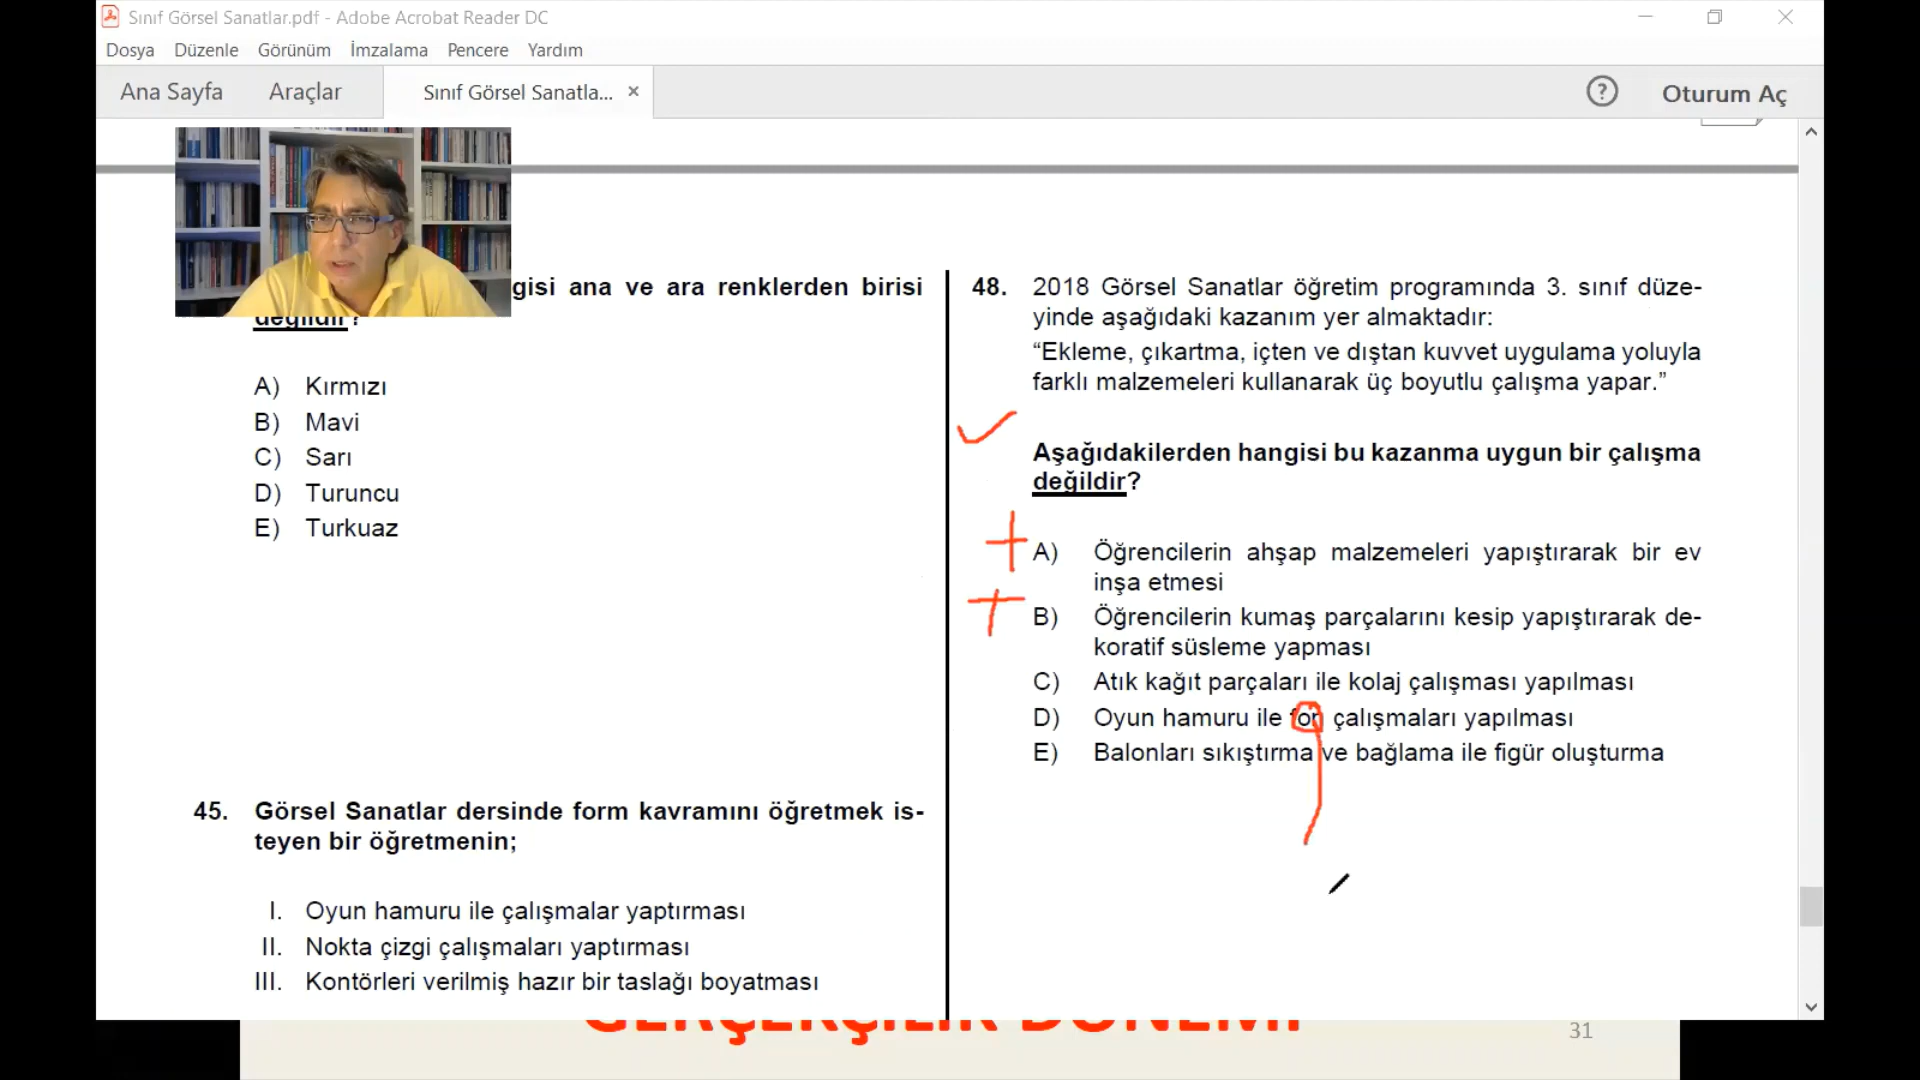 Sınıf Görsel Sanatlar.pdf - Adobe Acrobat Reader DC
Dosya Düzenle Görünüm İmzalama Pencere Yardım
Ana Sayfa Araçlar Sınıf Görsel Sanatla... × ? Oturum Aç
gisi ana ve ara renklerden birisi
değildir?
A) Kırmızı
B) Mavi
C) Sarı
D) Turuncu
E) Turkuaz
45. Görsel Sanatlar dersinde form kavramını öğretmek is-
teyen bir öğretmenin;
I. Oyun hamuru ile çalışmalar yaptırması
II. Nokta çizgi çalışmaları yaptırması
III. Kontörleri verilmiş hazır bir taslağı boyatması
48. 2018 Görsel Sanatlar öğretim programında 3. sınıf düze-
yinde aşağıdaki kazanım yer almaktadır:
“Ekleme, çıkartma, içten ve dıştan kuvvet uygulama yoluyla
farklı malzemeleri kullanarak üç boyutlu çalışma yapar.”
Aşağıdakilerden hangisi bu kazanma uygun bir çalışma
değildir?
A) Öğrencilerin ahşap malzemeleri yapıştırarak bir ev
inşa etmesi
B) Öğrencilerin kumaş parçalarını kesip yapıştırarak de-
koratif süsleme yapması
C) Atık kağıt parçaları ile kolaj çalışması yapılması
D) Oyun hamuru ile çalışmaları yapılması
E) Balonları sıkıştırma ve bağlama ile figür oluşturma
GERÇEKÇİLİK DÖNEMİ
31